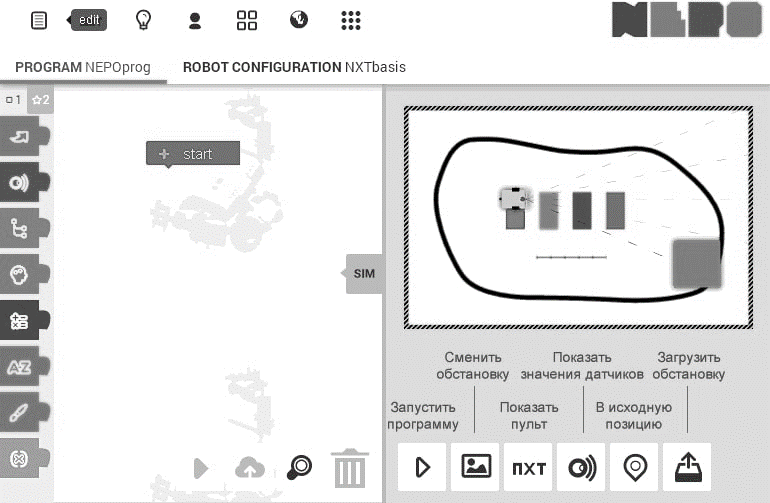 edit
NEPO
PROGRAM NEPOprog
ROBOT CONFIGURATION NXTbasis
1
2
start
AZ
SIM
Сменить
обстановку
Показать
значения датчиков
Загрузить
обстановку
Запустить
программу
Показать
пульт
В исходную
позицию
nxt